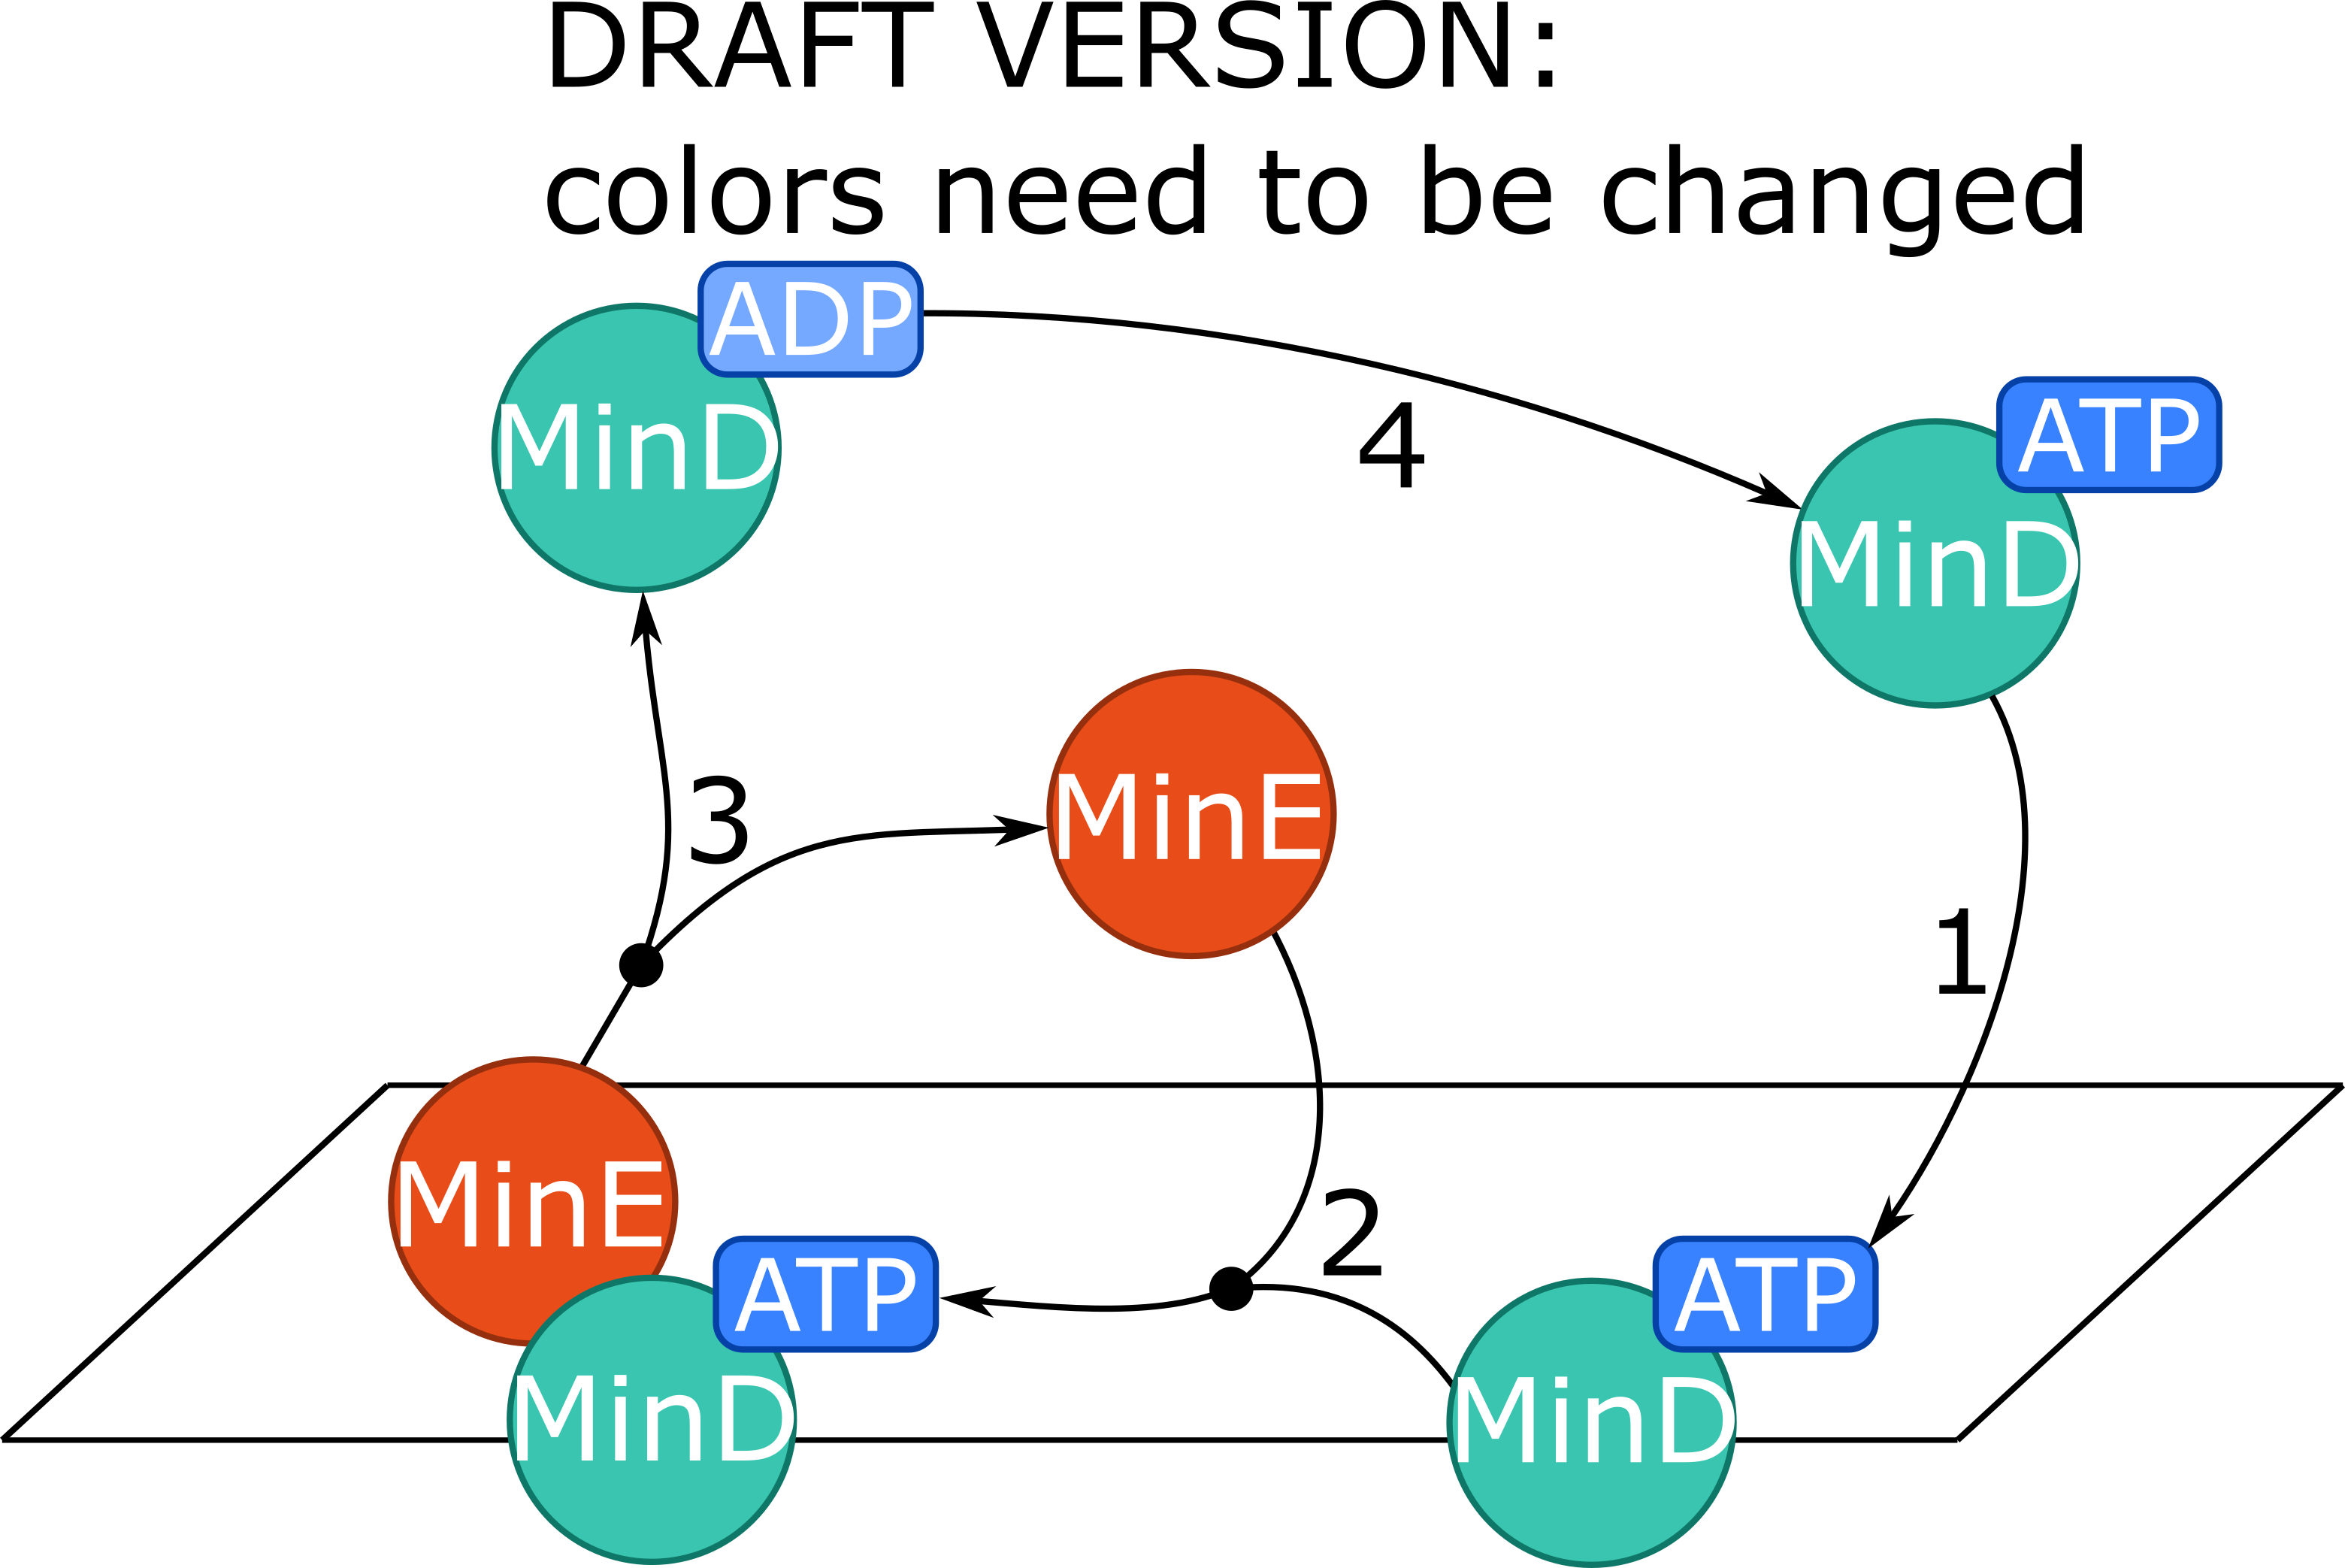 DRAFT VERSION:
colors need to be changed
ADP
MinD
4
ATP
MinD
3
MinE
1
MinE
2
ATP
ATP
MinD
MinD